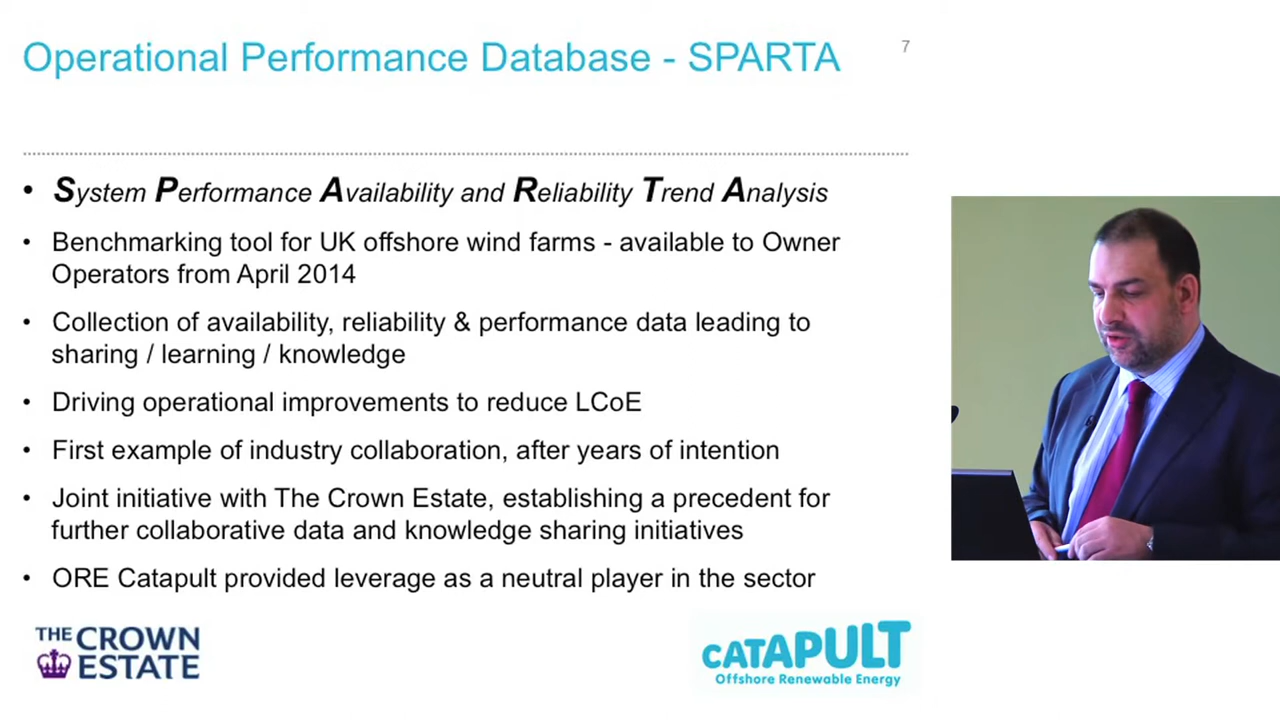 Operational Performance Database - SPARTA
7
• System Performance Availability and Reliability Trend Analysis
• Benchmarking tool for UK offshore wind farms - available to Owner
Operators from April 2014
• Collection of availability, reliability & performance data leading to
sharing / learning / knowledge
• Driving operational improvements to reduce LCoE
• First example of industry collaboration, after years of intention
• Joint initiative with The Crown Estate, establishing a precedent for
further collaborative data and knowledge sharing initiatives
• ORE Catapult provided leverage as a neutral player in the sector
THE CROWN
ESTATE
CATAPULT
Offshore Renewable Energy